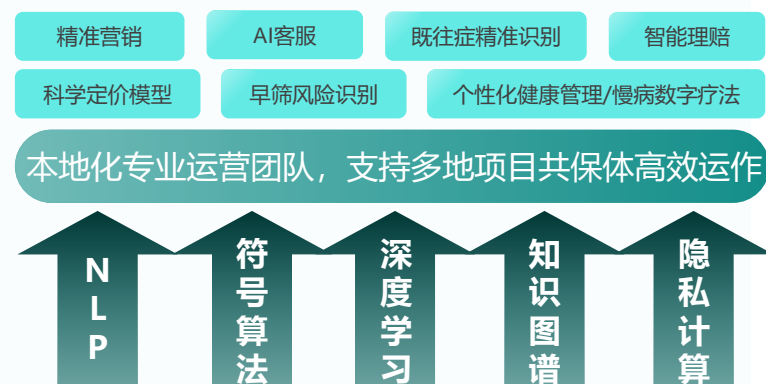 精准营销
AI客服
既往症精准识别
智能理赔
科学定价模型
早筛风险识别
个性化健康管理/慢病数字疗法
本地化专业运营团队，支持多地项目共保体高效运作
NLP
符号算法
深度学习
知识图谱
隐私计算